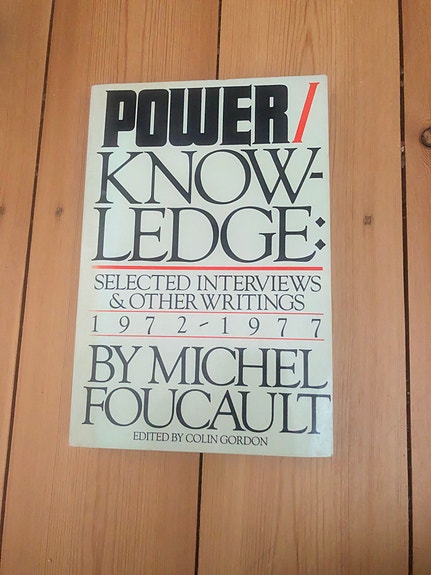 POWER/
KNOW-
LEDGE:
SELECTED INTERVIEWS
& OTHER WRITINGS
1972-1977
BY MICHEL
FOUCAULT
EDITED BY COLIN GORDON